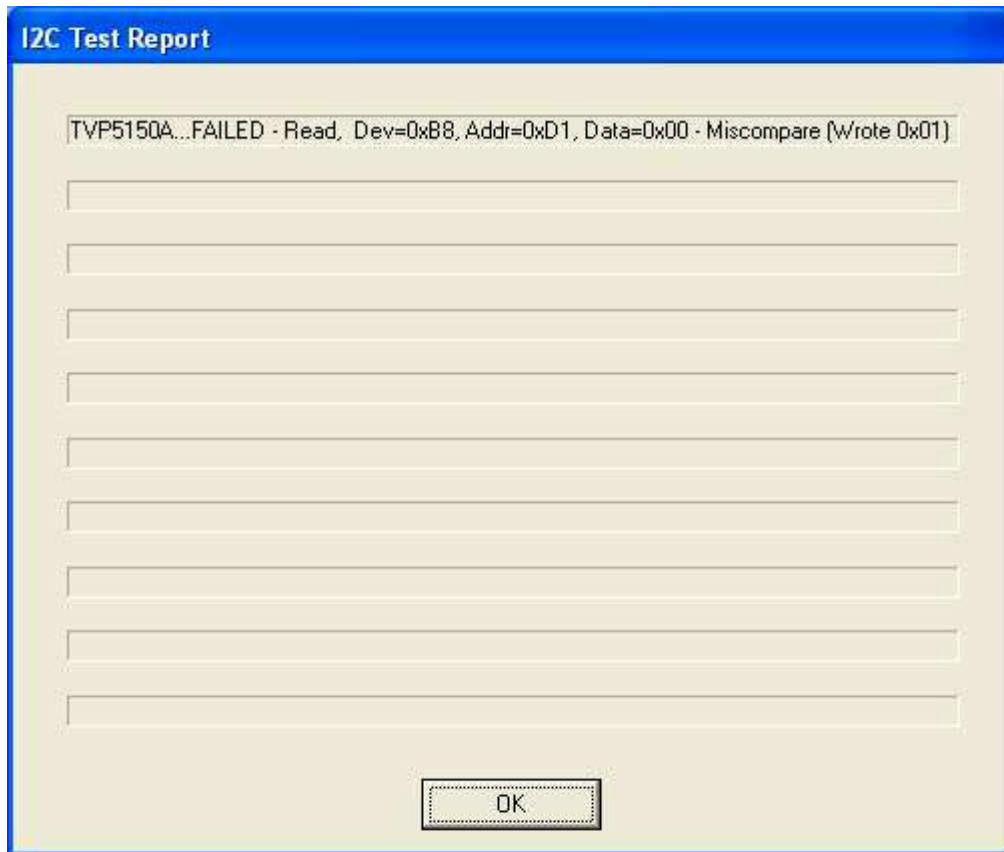 I2C Test Report
TVP5150A...FAILED - Read, Dev=0xB8, Addr=0xD1, Data=0x00 - Miscompare (Wrote 0x01)
OK